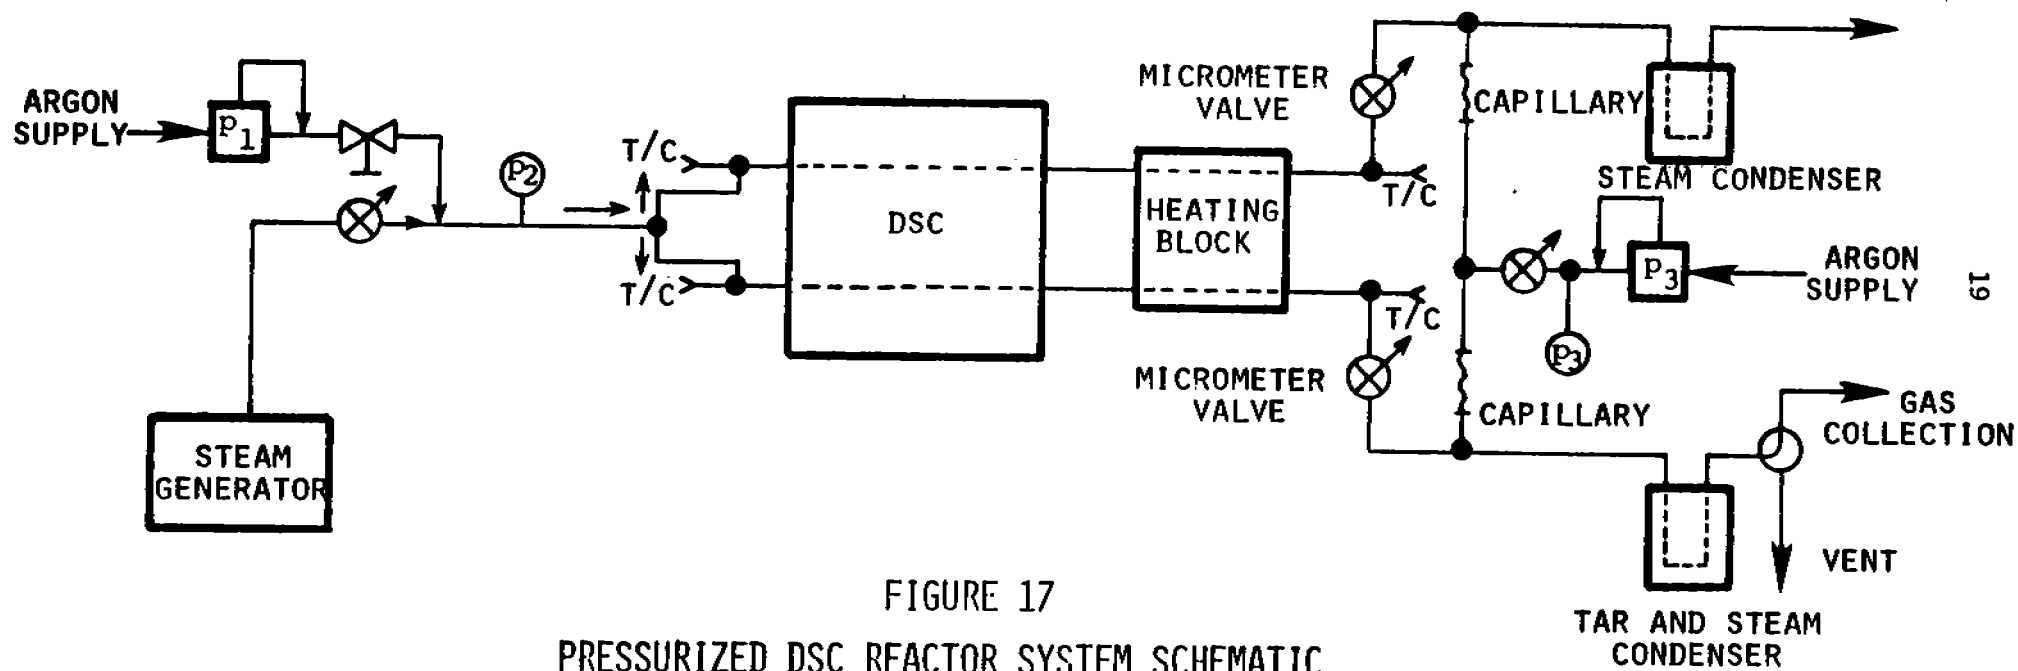 ARGON
SUPPLY
p1
T/C
p2
T/C
STEAM
GENERATOR
DSC
HEATING
BLOCK
MICROMETER
VALVE
T/C
T/C
MICROMETER
VALVE
CAPILLARY
STEAM CONDENSER
p3
ARGON
SUPPLY
p3
CAPILLARY
GAS
COLLECTION
VENT
TAR AND STEAM
CONDENSER
19
FIGURE 17
PRESSURIZED DSC REACTOR SYSTEM SCHEMATIC